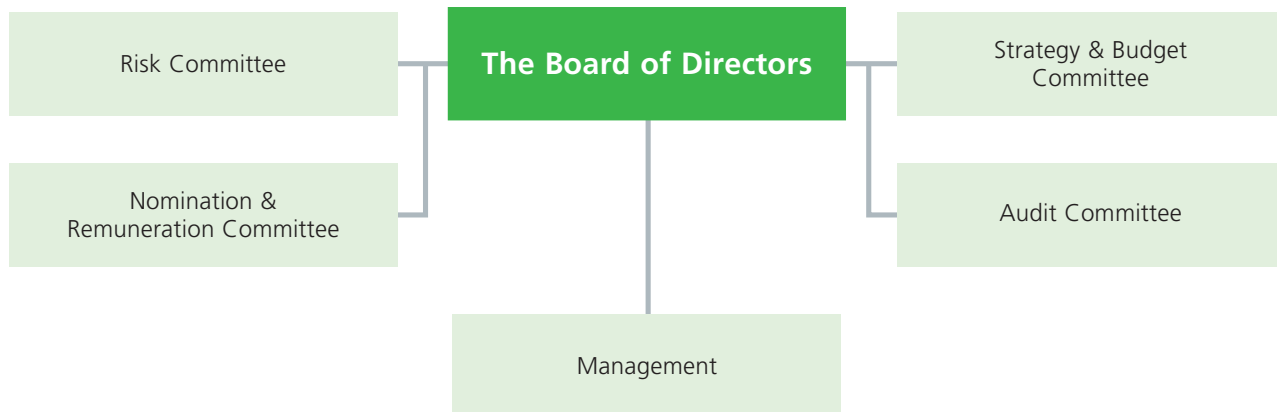 Risk Committee
The Board of Directors
Strategy & Budget
Committee
Nomination &
Remuneration Committee
Audit Committee
Management